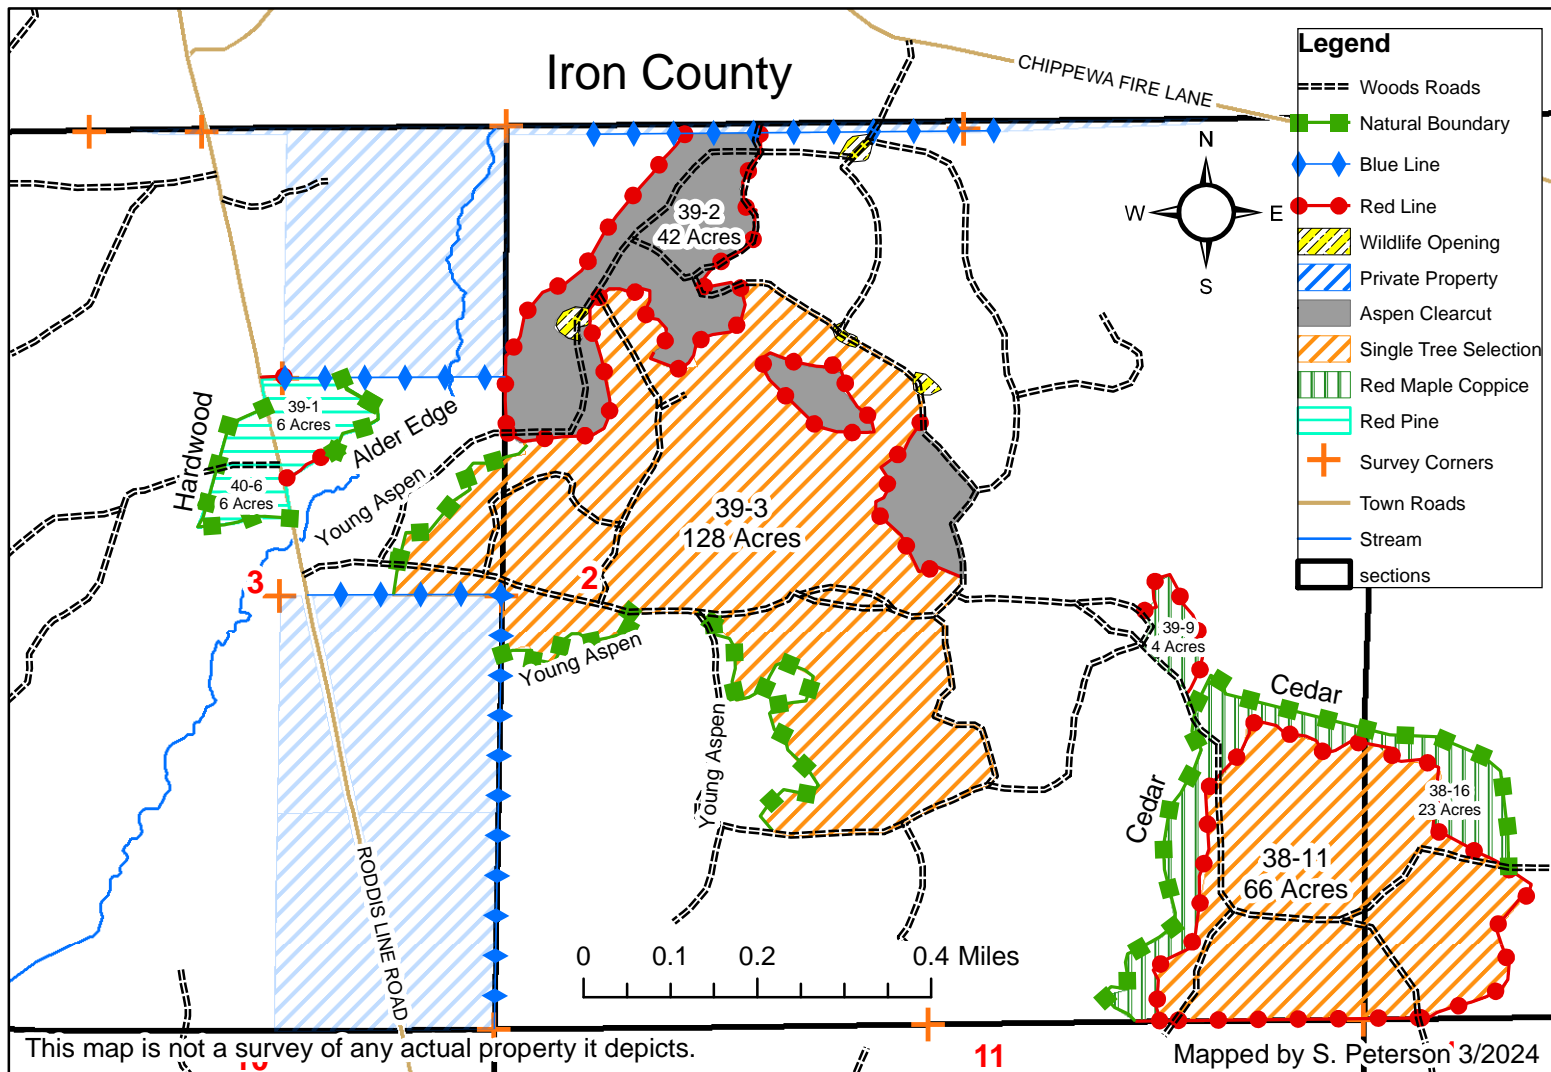 Iron County
CHIPPEWA FIRE LANE
Legend
Woods Roads
Natural Boundary
Blue Line
Red Line
Wildlife Opening
Private Property
Aspen Clearcut
Single Tree Selection
Red Maple Coppice
Red Pine
Survey Corners
Town Roads
Stream
sections
N
W
E
S
39-2
42 Acres
39-1
6 Acres
Hardwood
Alder Edge
40-6
6 Acres
Young Aspen
39-3
128 Acres
3
2
Young Aspen
Young Aspen
39-9
4 Acres
Cedar
Cedar
38-16
23 Acres
38-11
66 Acres
RODDIS LINE ROAD
0 0.1 0.2 0.4 Miles
This map is not a survey of any actual property it depicts.
10
11
Mapped by S. Peterson 3/2024